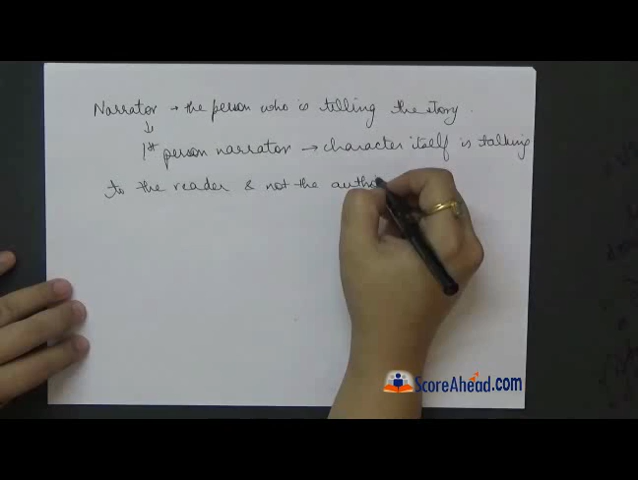 Narrator → the person who is telling the story.
↓
1st person narrator → character itself is talking
to the reader & not the autho
ScoreAhead.com